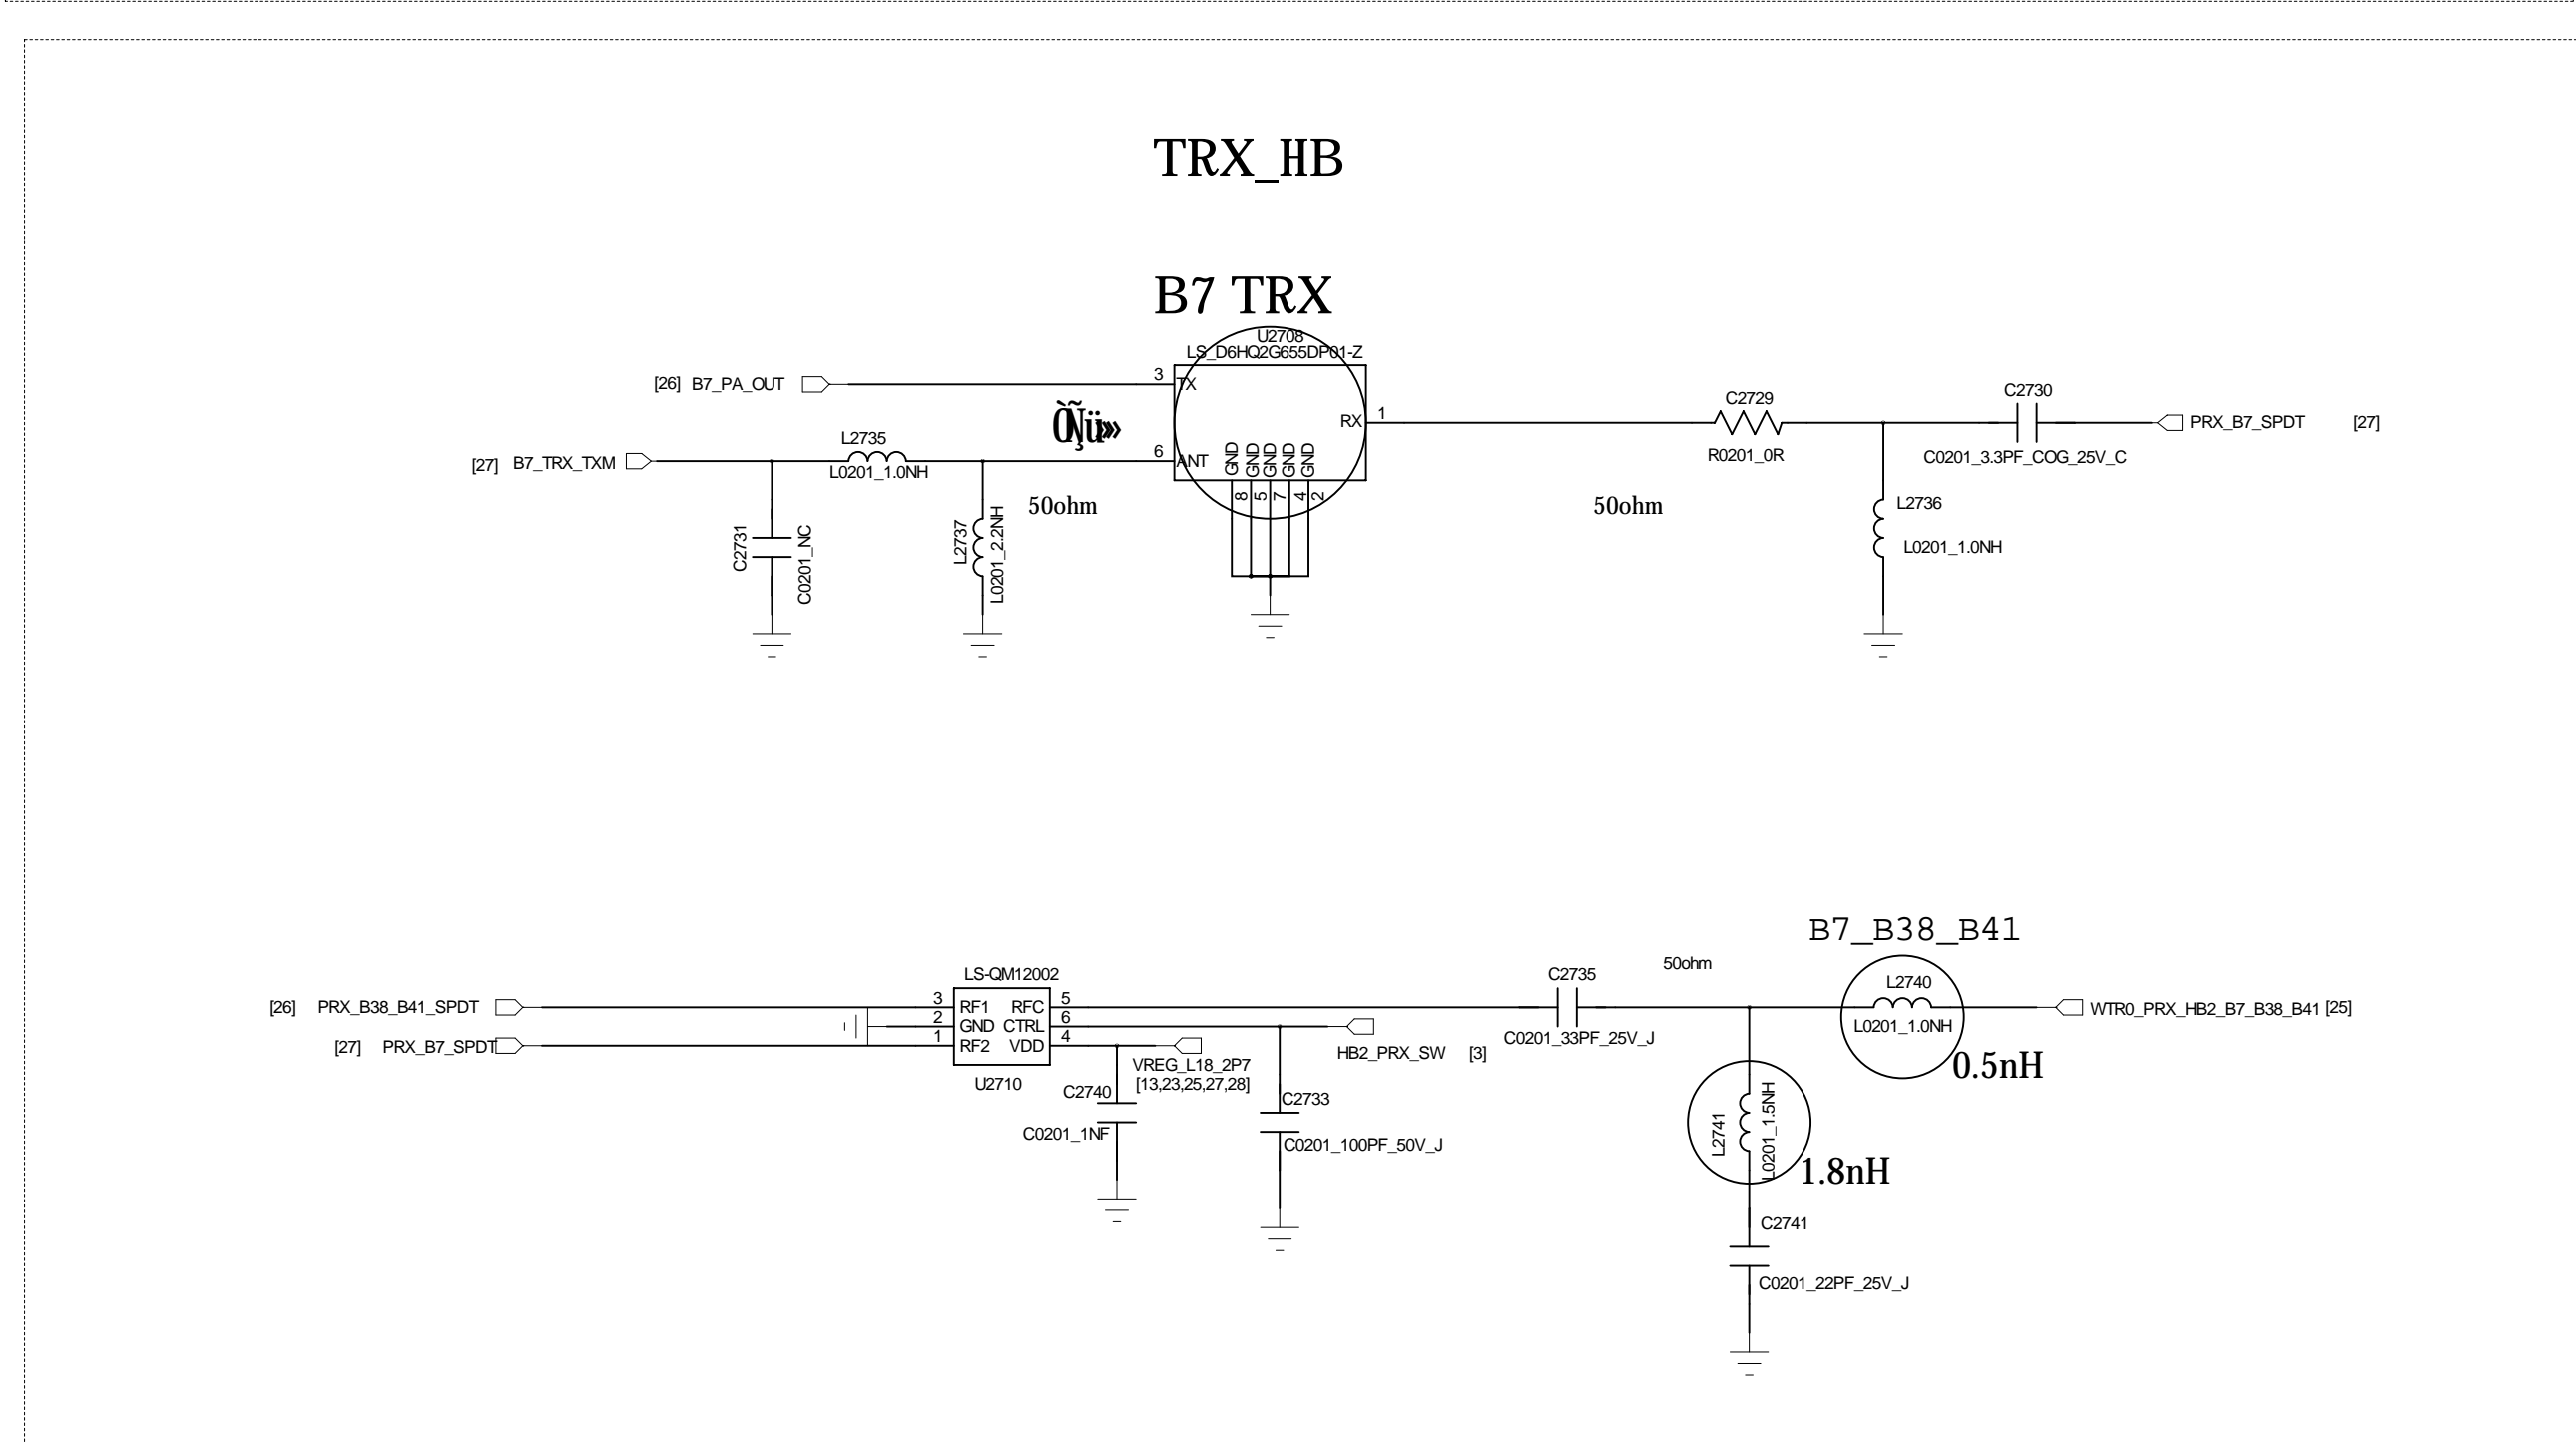 TRX_HB
B7 TRX
U2708
LS_D6HQ2G655DP01-Z
[26] B7_PA_OUT
3
TX
RX
1
C2729
R0201_0R
C2730
C0201_3.3PF_COG_25V_C
PRX_B7_SPDT [27]
[27] B7_TRX_TXM
L2735
L0201_1.0NH
6
ANT
GND
GND
GND
GND
GND
8
5
7
4
2
50ohm
50ohm
C2731
C0201_NC
L2737
L0201_2.2NH
L2736
L0201_1.0NH
B7_B38_B41
LS-QM12002
[26] PRX_B38_B41_SPDT
3 RF1 RFC 5
2 GND CTRL 6
1 RF2 VDD 4
[27] PRX_B7_SPDT
U2710
VREG_L18_2P7
[13,23,25,27,28]
C2740
C0201_1NF
HB2_PRX_SW [3]
C2733
C0201_100PF_50V_J
C2735
C0201_33PF_25V_J
50ohm
L2740
L0201_1.0NH
0.5nH
WTR0_PRX_HB2_B7_B38_B41 [25]
L2741
L0201_1.5NH
1.8nH
C2741
C0201_22PF_25V_J